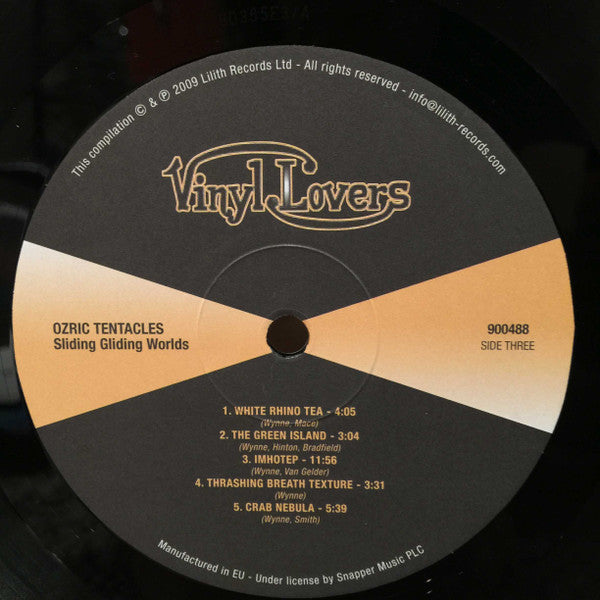 This compilation © & ℗ 2009 Lilith Records Ltd - All rights reserved - info@lilith-records.com
Vinyl Lovers
OZRIC TENTACLES
Sliding Gliding Worlds
900488
SIDE THREE
1. WHITE RHINO TEA - 4:05
(Wynne, Mace)
2. THE GREEN ISLAND - 3:04
(Wynne, Hinton, Bradfield)
3. IMHOTEP - 11:56
(Wynne, Van Gelder)
4. THRASHING BREATH TEXTURE - 3:31
(Wynne)
5. CRAB NEBULA - 5:39
(Wynne, Smith)
Manufactured in EU - Under license by Snapper Music PLC